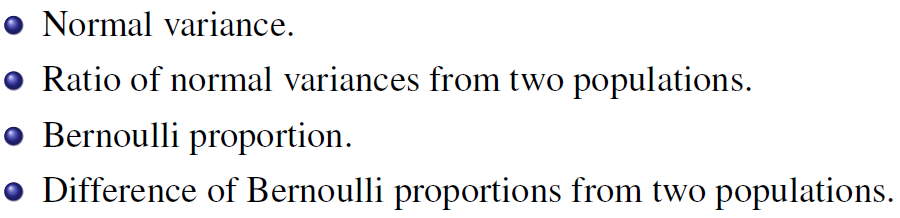 Normal variance.
Ratio of normal variances from two populations.
Bernoulli proportion.
Difference of Bernoulli proportions from two populations.